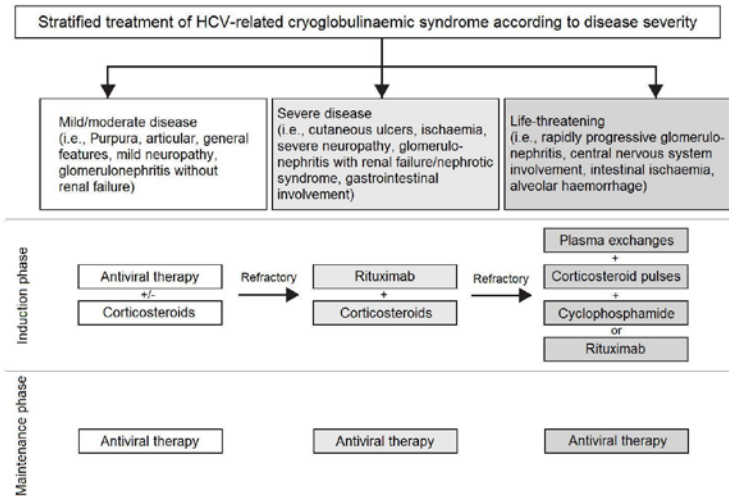 Stratified treatment of HCV-related cryoglobulinaemic syndrome according to disease severity
Mild/moderate disease
(i.e., Purpura, articular, general
features, mild neuropathy,
glomerulonephritis without
renal failure)
Severe disease
(i.e., cutaneous ulcers, ischaemia,
severe neuropathy, glomerulo-
nephritis with renal failure/nephrotic
syndrome, gastrointestinal
involvement)
Life-threatening
(i.e., rapidly progressive glomerulo-
nephritis, central nervous system
involvement, intestinal ischaemia,
alveolar haemorrhage)
Induction phase
Antiviral therapy
+/-
Corticosteroids
Refractory
Rituximab
+
Corticosteroids
Refractory
Plasma exchanges
+
Corticosteroid pulses
+
Cyclophosphamide
or
Rituximab
Maintenance phase
Antiviral therapy
Antiviral therapy
Antiviral therapy